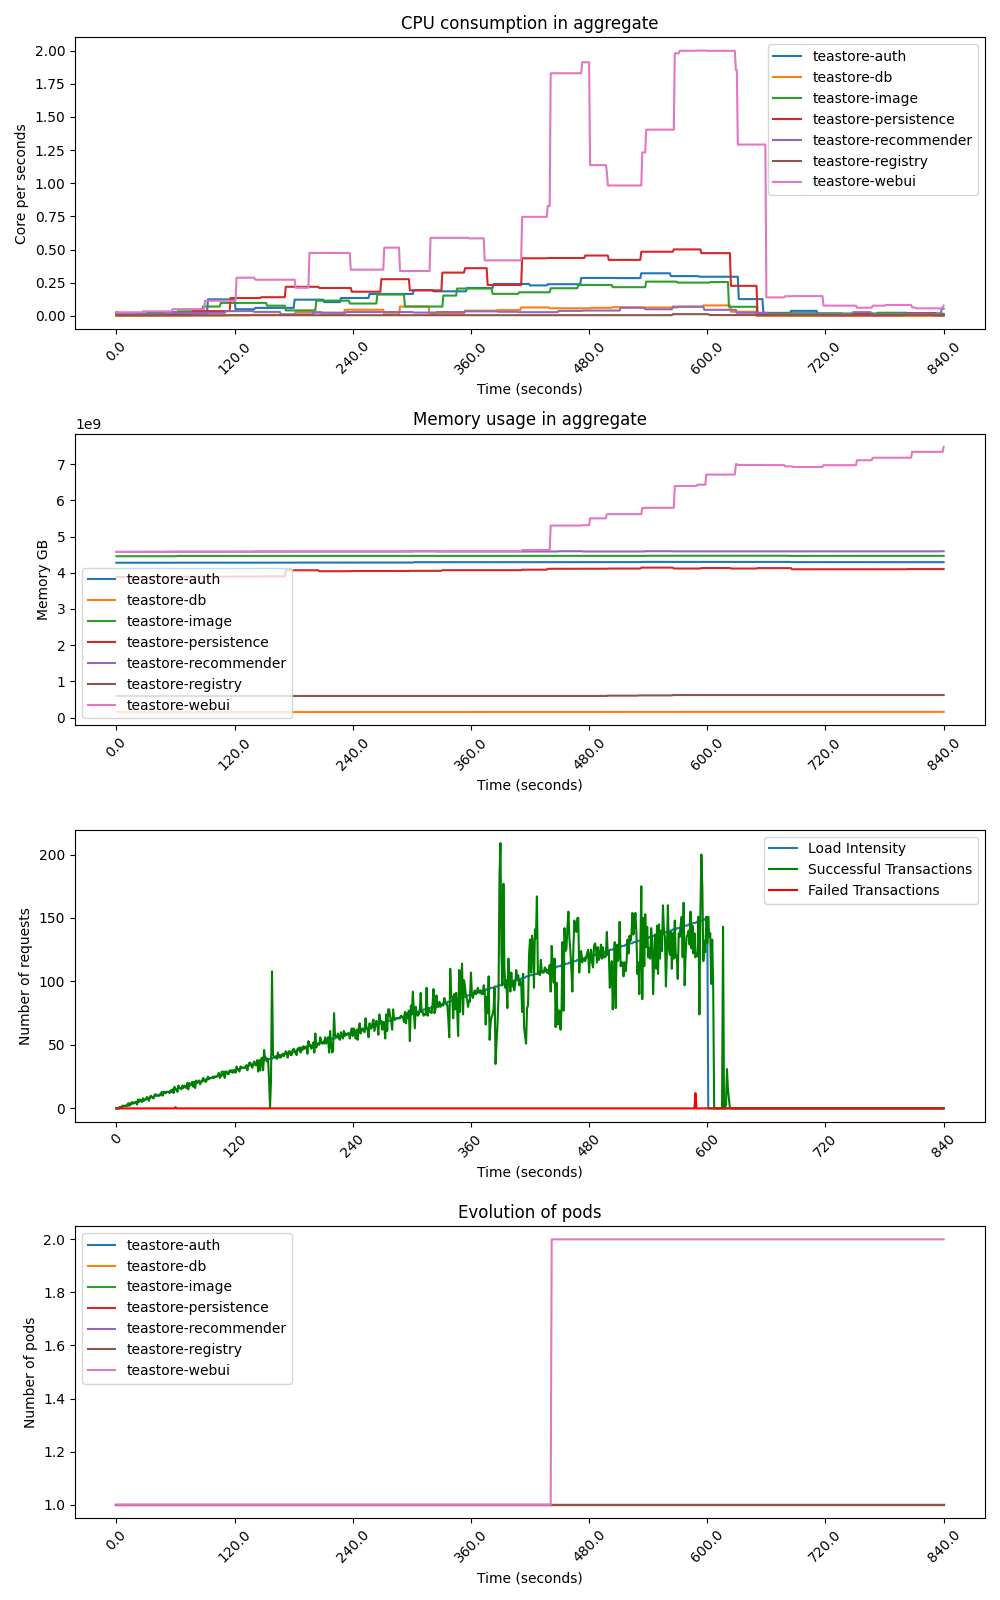 CPU consumption in aggregate
Core per seconds
2.00
1.75
1.50
1.25
1.00
0.75
0.50
0.25
0.00
teastore-auth
teastore-db
teastore-image
teastore-persistence
teastore-recommender
teastore-registry
teastore-webui
0.0 120.0 240.0 360.0 480.0 600.0 720.0 840.0
Time (seconds)
Memory usage in aggregate
1e9
Memory GB
7
6
5
4
3
2
1
0
teastore-auth
teastore-db
teastore-image
teastore-persistence
teastore-recommender
teastore-registry
teastore-webui
0.0 120.0 240.0 360.0 480.0 600.0 720.0 840.0
Time (seconds)
Number of requests
200
150
100
50
0
Load Intensity
Successful Transactions
Failed Transactions
0 120 240 360 480 600 720 840
Time (seconds)
Evolution of pods
Number of pods
2.0
1.8
1.6
1.4
1.2
1.0
teastore-auth
teastore-db
teastore-image
teastore-persistence
teastore-recommender
teastore-registry
teastore-webui
0.0 120.0 240.0 360.0 480.0 600.0 720.0 840.0
Time (seconds)